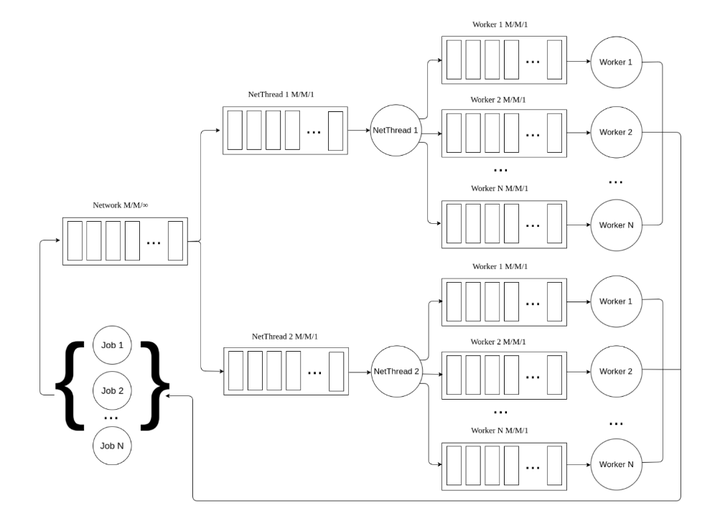 Worker 1 M/M/1
Worker 1
NetThread 1 M/M/1
Worker 2 M/M/1
NetThread 1
Worker 2
...
...
Worker N M/M/1
Network M/M/∞
Worker N
Worker 1 M/M/1
Worker 1
NetThread 2 M/M/1
Worker 2 M/M/1
Job 1
NetThread 2
Worker 2
Job 2
...
...
...
Worker N M/M/1
Job N
Worker N